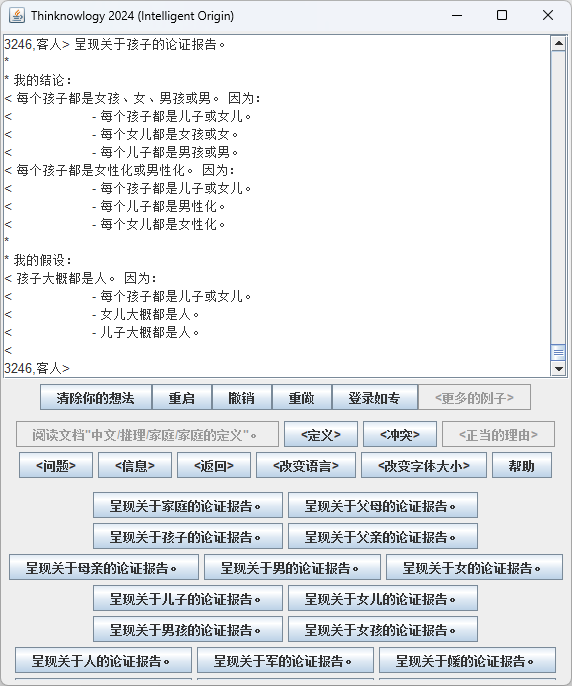 Thinknowlogy 2024 (Intelligent Origin)
3246,客人> 呈现关于孩子的论证报告。
*
* 我的结论：
< 每个孩子都是女孩、女、男孩或男。 因为：
< - 每个孩子都是儿子或女儿。
< - 每个女儿都是女孩或女。
< - 每个儿子都是男孩或男。
< 每个孩子都是女性化或男性化。 因为：
< - 每个孩子都是儿子或女儿。
< - 每个儿子都是男性化。
< - 每个女儿都是女性化。
*
* 我的假设：
< 孩子大概都是人。 因为：
< - 每个孩子都是儿子或女儿。
< - 女儿大概都是人。
< - 儿子大概都是人。
<
3246,客人>
清除你的想法 重启 撤销 重做 登录如专 <更多的例子>
阅读文档"中文/推理/家庭/家庭的定义"。 <定义> <冲突> <正当的理由>
<问题> <信息> <返回> <改变语言> <改变字体大小> 帮助
呈现关于家庭的论证报告。 呈现关于父母的论证报告。
呈现关于孩子的论证报告。 呈现关于父亲的论证报告。
呈现关于母亲的论证报告。 呈现关于男的论证报告。 呈现关于女的论证报告。
呈现关于儿子的论证报告。 呈现关于女儿的论证报告。
呈现关于男孩的论证报告。 呈现关于女孩的论证报告。
呈现关于人的论证报告。 呈现关于军的论证报告。 呈现关于媛的论证报告。